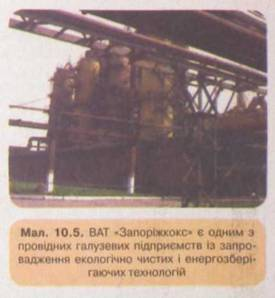 Мал. 10.5. ВАТ «Запоріжкокс» є одним з
провідних галузевих підприємств із запро-
вадження екологічно чистих і енергозбері-
гаючих технологій